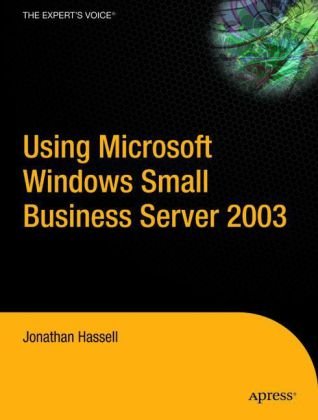 THE EXPERT'S VOICE®
Using Microsoft
Windows Small
Business Server 2003
Jonathan Hassell
Apress®